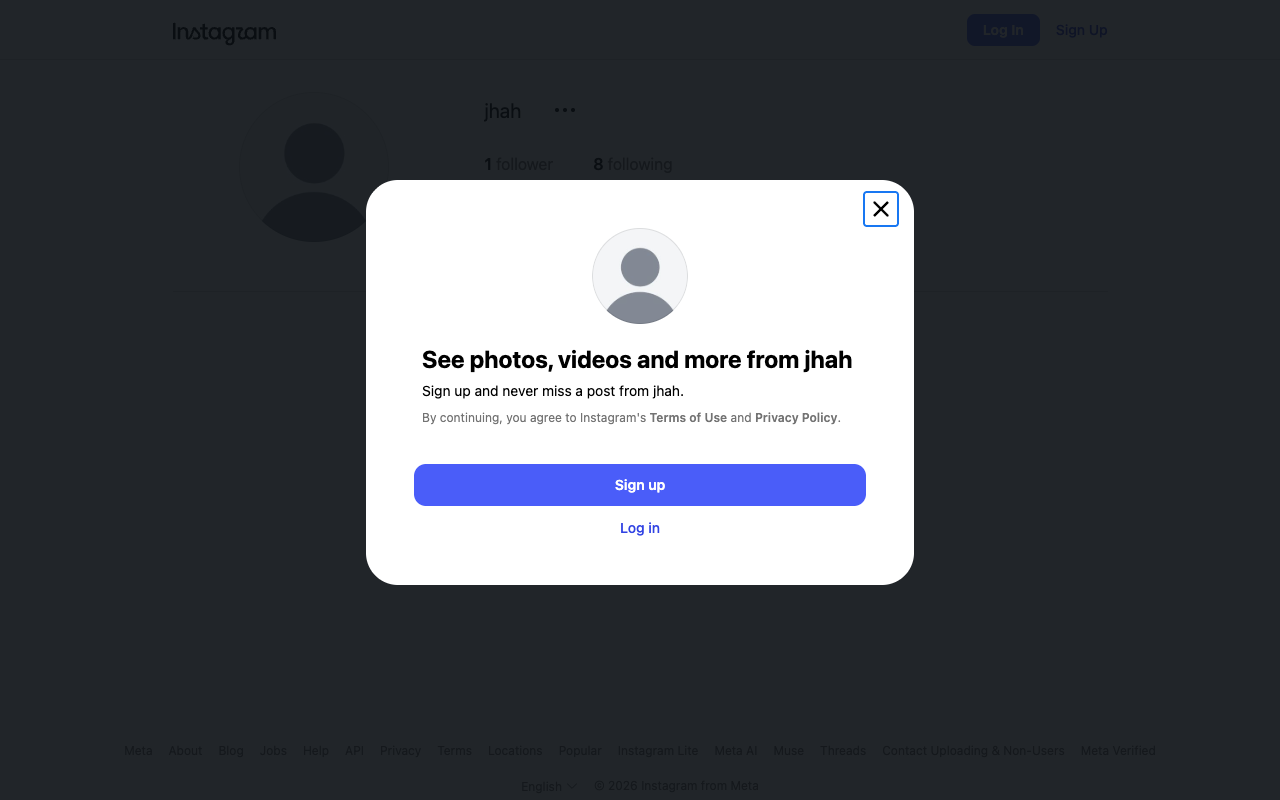 Instagram
Log In
Sign Up
jhah
1 follower
8 following
See photos, videos and more from jhah
Sign up and never miss a post from jhah.
By continuing, you agree to Instagram's Terms of Use and Privacy Policy.
Sign up
Log in
Meta About Blog Jobs Help API Privacy Terms Locations Popular Instagram Lite Meta AI Muse Threads Contact Uploading & Non-Users Meta Verified
English © 2026 Instagram from Meta